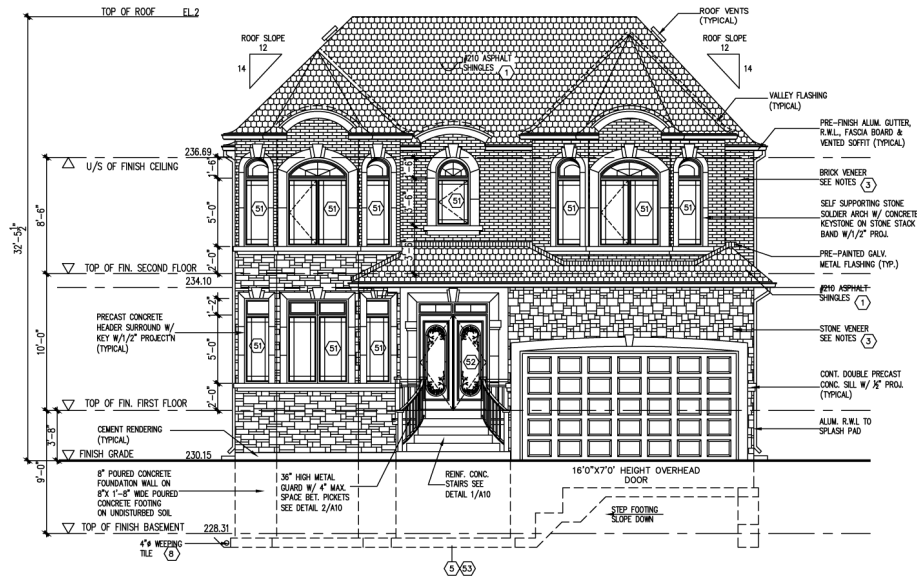 TOP OF ROOF EL.2
ROOF VENTS
(TYPICAL)
ROOF SLOPE
12
14
#210 ASPHALT
SHINGLES 1
ROOF SLOPE
12
14
VALLEY FLASHING
(TYPICAL)
PRE-FINISH ALUM. GUTTER,
R.W.L., FASCIA BOARD &
VENTED SOFFIT (TYPICAL)
236.69
U/S OF FINISH CEILING
BRICK VENEER
SEE NOTES 3
51 51 51 51 51 51
SELF SUPPORTING STONE
SOLDIER ARCH W/ CONCRETE
KEYSTONE ON STONE STACK
BAND W/1/2" PROJ.
8'-6"
5'-0"
2'-0"
32'-5½"
PRE-PAINTED GALV.
METAL FLASHING (TYP.)
TOP OF FIN. SECOND FLOOR
234.10
#210 ASPHALT
SHINGLES 1
PRECAST CONCRETE
HEADER SURROUND W/
KEY W/1/2" PROJECT'N
(TYPICAL)
10'-0"
1'-2"
5'-0"
2'-0"
51 51 51 52
STONE VENEER
SEE NOTES 3
CONT. DOUBLE PRECAST
CONC. SILL W/ ½" PROJ.
(TYPICAL)
TOP OF FIN. FIRST FLOOR
ALUM. R.W.L TO
SPLASH PAD
3'-8"
CEMENT RENDERING
(TYPICAL)
FINISH GRADE 230.15
9'-0"
8" POURED CONCRETE
FOUNDATION WALL ON
8"X 1'-8" WIDE POURED
CONCRETE FOOTING
ON UNDISTURBED SOIL
36" HIGH METAL
GUARD W/ 4" MAX.
SPACE BET. PICKETS
SEE DETAIL 2/A10
REINF. CONC.
STAIRS SEE
DETAIL 1/A10
16'0"X7'0' HEIGHT OVERHEAD
DOOR
STEP FOOTING
SLOPE DOWN
TOP OF FINISH BASEMENT 228.31
4"ø WEEPING
TILE 8
5 53